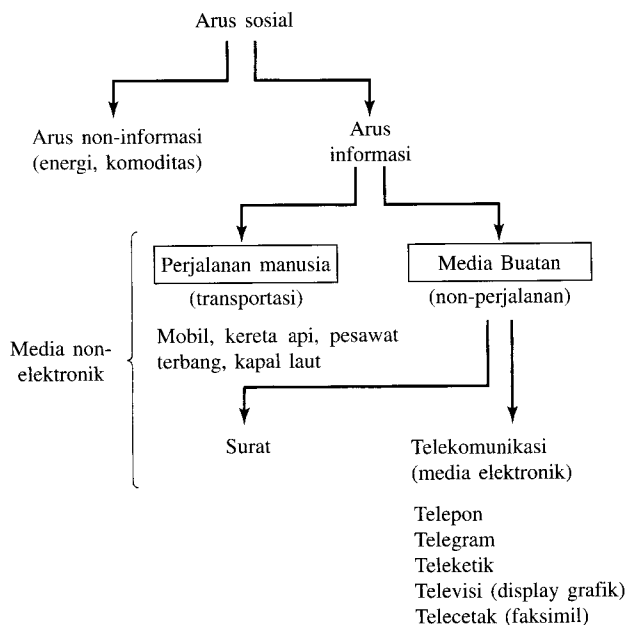 Arus sosial
Arus non-informasi
(energi, komoditas)
Arus
informasi
Perjalanan manusia
(transportasi)
Mobil, kereta api, pesawat
terbang, kapal laut
Media Buatan
(non-perjalanan)
Media non-
elektronik
Surat
Telekomunikasi
(media elektronik)
Telepon
Telegram
Teleketik
Televisi (display grafik)
Telecetak (faksimil)